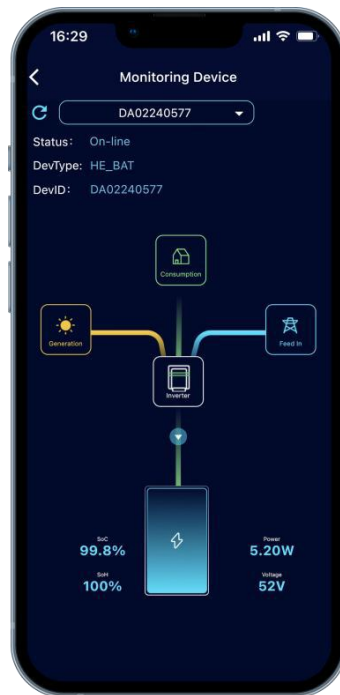 16:29
Monitoring Device
DA02240577
Status: On-line
DevType: HE_BAT
DevID: DA02240577
Consumption
Generation
Feed In
Inverter
SoC
99.8%
Power
5.20W
SoH
100%
Voltage
52V